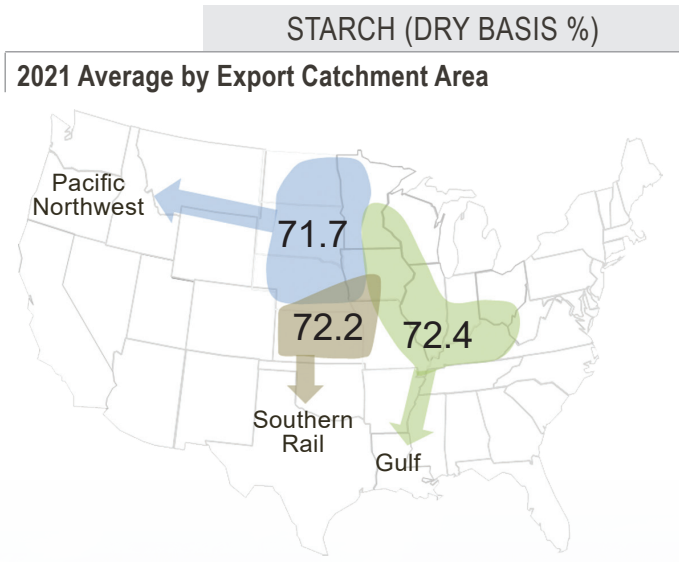 STARCH (DRY BASIS %)
2021 Average by Export Catchment Area
Pacific
Northwest
71.7
72.2
72.4
Southern
Rail
Gulf